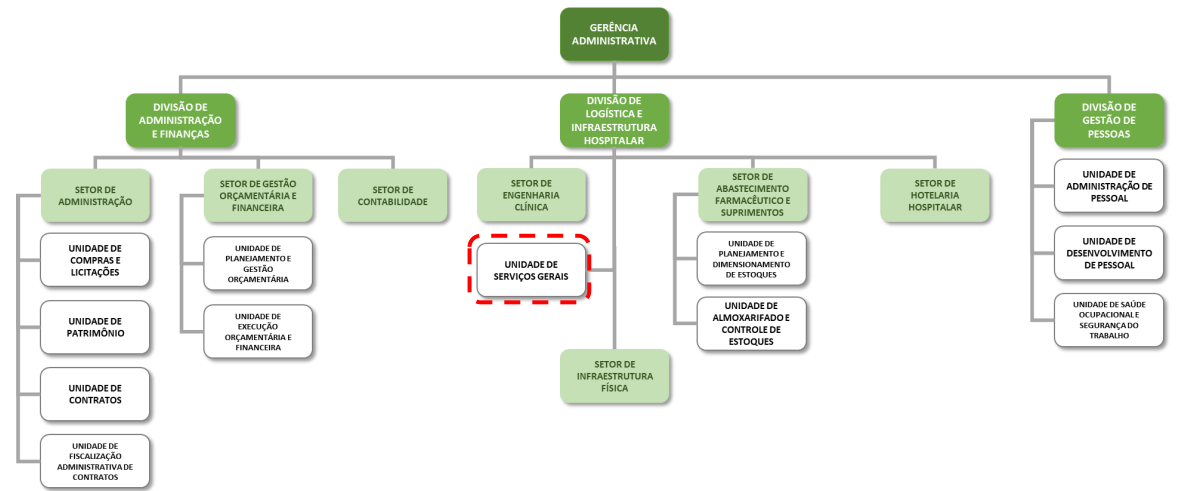 GERÊNCIA
ADMINISTRATIVA
DIVISÃO DE
ADMINISTRAÇÃO
E FINANÇAS
DIVISÃO DE
LOGÍSTICA E
INFRAESTRUTURA
HOSPITALAR
DIVISÃO DE
GESTÃO DE
PESSOAS
SETOR DE
ADMINISTRAÇÃO
SETOR DE GESTÃO
ORÇAMENTÁRIA E
FINANCEIRA
SETOR DE
CONTABILIDADE
SETOR DE
ENGENHARIA
CLÍNICA
SETOR DE
ABASTECIMENTO
FARMACÊUTICO E
SUPRIMENTOS
SETOR DE
HOTELARIA
HOSPITALAR
UNIDADE DE
ADMINISTRAÇÃO DE
PESSOAL
UNIDADE DE
COMPRAS E
LICITAÇÕES
UNIDADE DE
PLANEJAMENTO E
GESTÃO
ORÇAMENTÁRIA
UNIDADE DE
SERVIÇOS GERAIS
UNIDADE DE
PLANEJAMENTO E
DIMENSIONAMENTO
DE ESTOQUES
UNIDADE DE
DESENVOLVIMENTO
DE PESSOAL
UNIDADE DE
PATRIMÔNIO
UNIDADE DE
EXECUÇÃO
ORÇAMENTÁRIA E
FINANCEIRA
UNIDADE DE
ALMOXARIFADO E
CONTROLE DE
ESTOQUES
UNIDADE DE SAÚDE
OCUPACIONAL E
SEGURANÇA DO
TRABALHO
UNIDADE DE
CONTRATOS
SETOR DE
INFRAESTRUTURA
FÍSICA
UNIDADE DE
FISCALIZAÇÃO
ADMINISTRATIVA DE
CONTRATOS